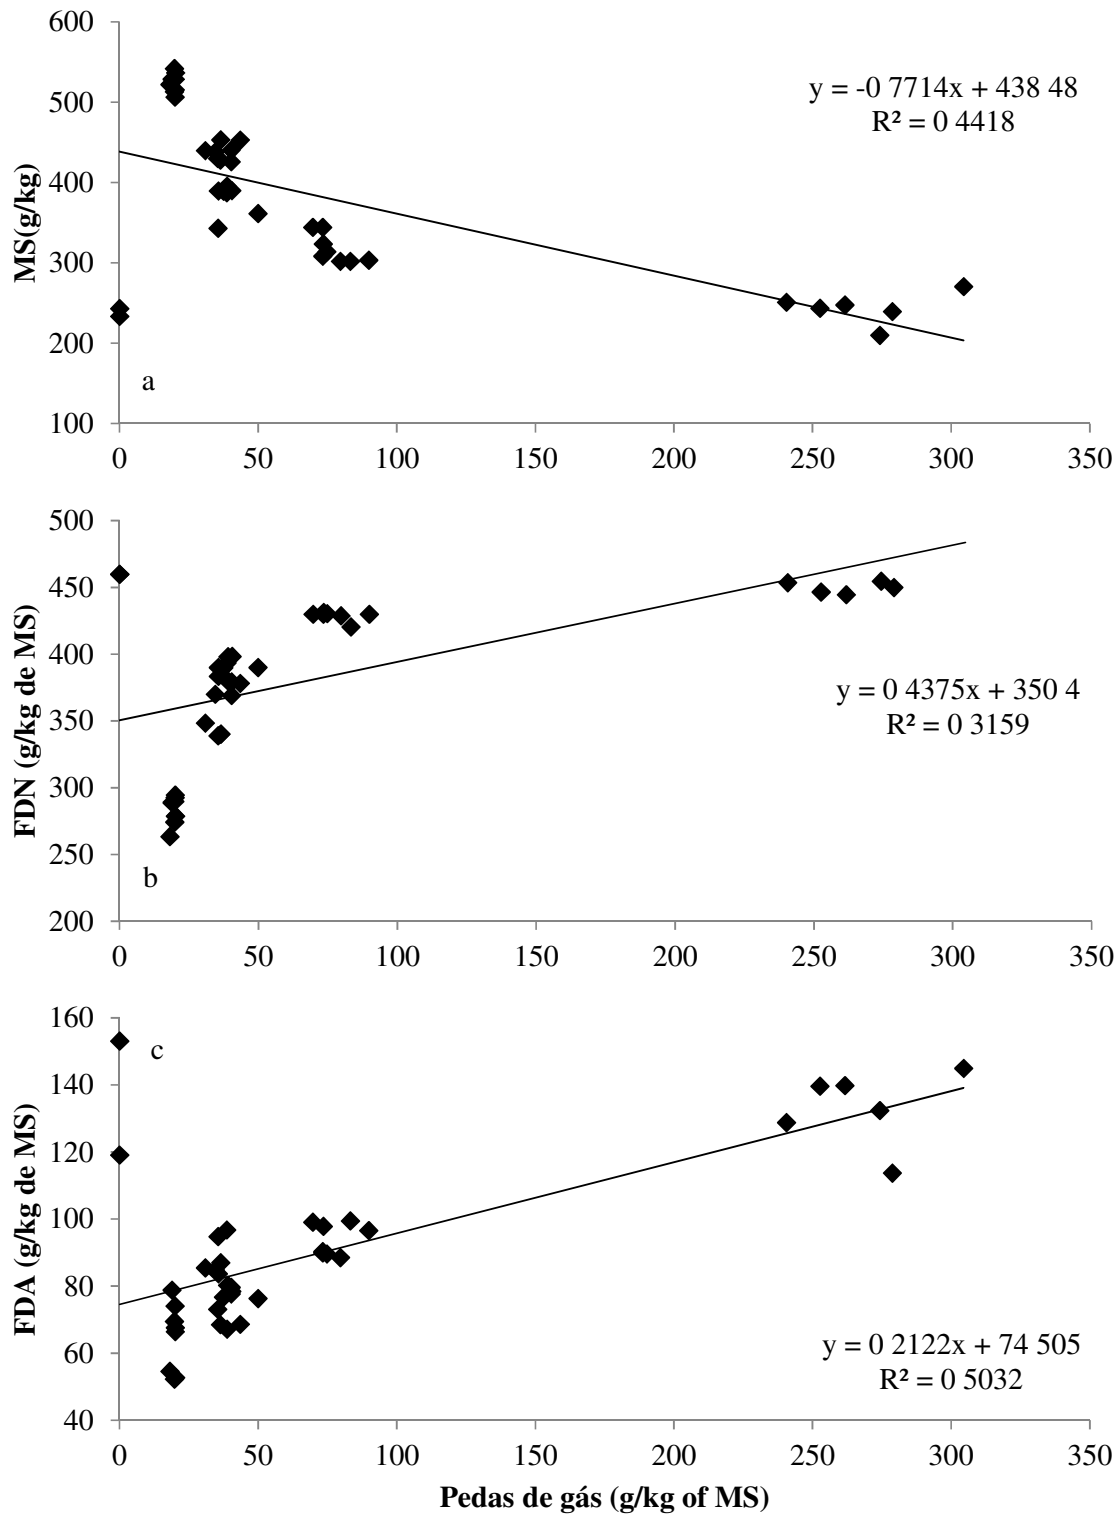 600
500
400
300
200
100
MS(g/kg)
y = -0 7714x + 438 48
R² = 0 4418
a
0 50 100 150 200 250 300 350
500
450
400
350
300
250
200
FDN (g/kg de MS)
y = 0 4375x + 350 4
R² = 0 3159
b
0 50 100 150 200 250 300 350
160
140
120
100
80
60
40
FDA (g/kg de MS)
c
y = 0 2122x + 74 505
R² = 0 5032
0 50 100 150 200 250 300 350
Pedas de gás (g/kg of MS)